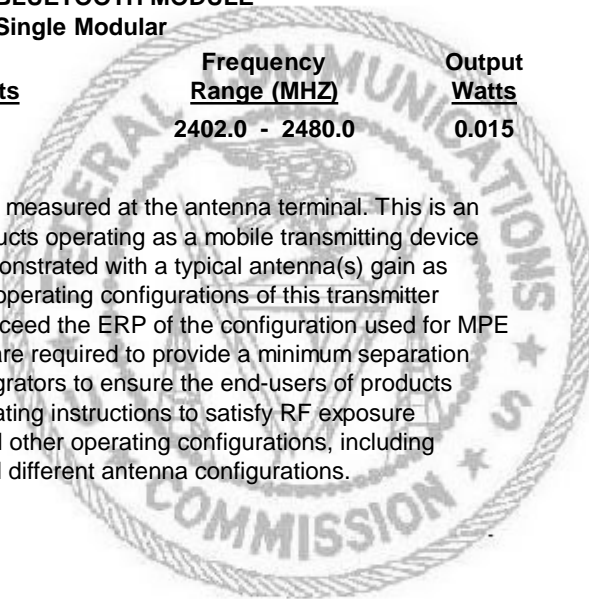 BLUETOOTH MODULE
Single Modular
Frequency Output
ts Range (MHZ) Watts
2402.0 - 2480.0 0.015
measured at the antenna terminal. This is an
ucts operating as a mobile transmitting device
onstrated with a typical antenna(s) gain as
operating configurations of this transmitter
xceed the ERP of the configuration used for MPE
are required to provide a minimum separation
grators to ensure the end-users of products
ating instructions to satisfy RF exposure
l other operating configurations, including
d different antenna configurations.
FEDERAL COMMUNICATIONS COMMISSION
U S
-